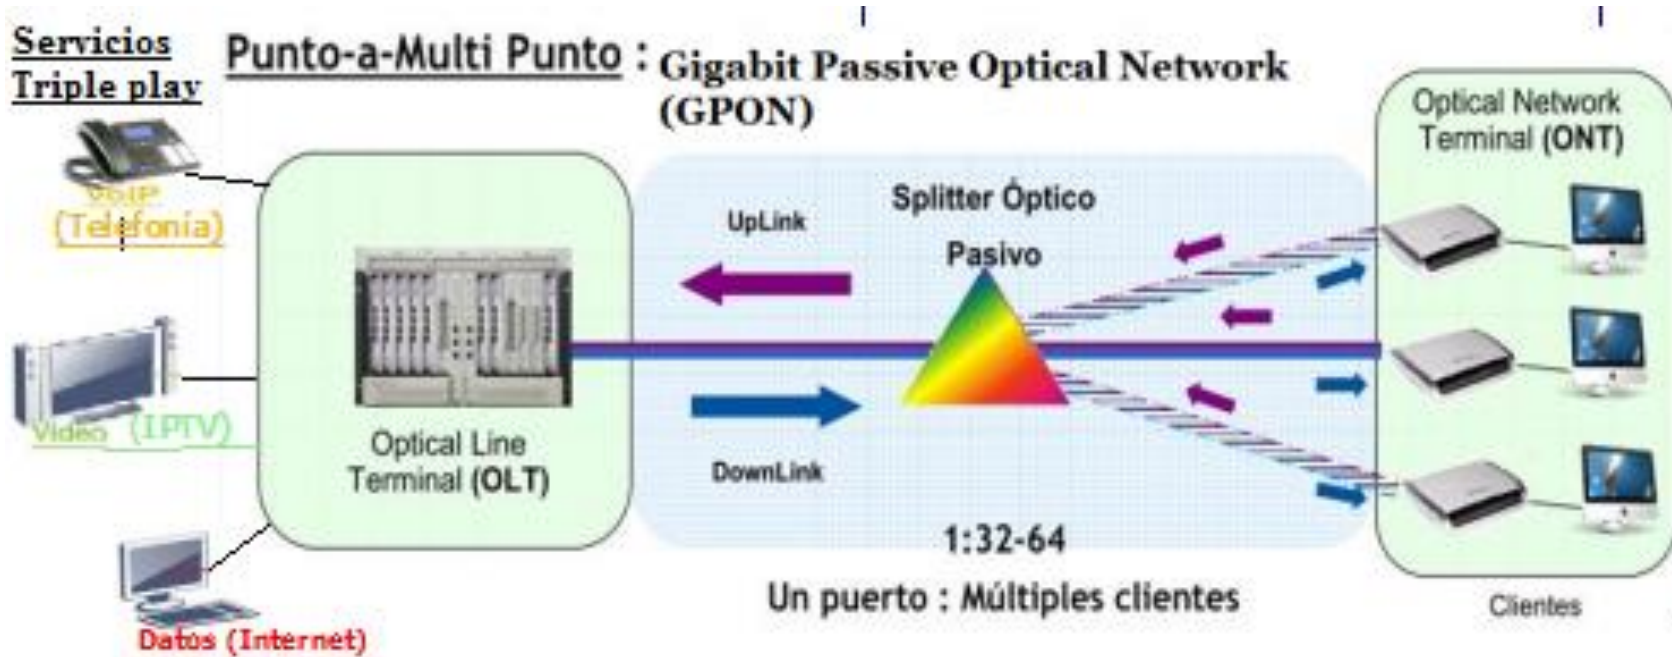 Servicios
Triple play
Punto-a-Multi Punto : Gigabit Passive Optical Network
(GPON)
VoIP
(Telefonía)
Video (IPTV)
Datos (Internet)
Optical Line
Terminal (OLT)
UpLink
DownLink
Splitter Óptico
Pasivo
1:32-64
Un puerto : Múltiples clientes
Optical Network
Terminal (ONT)
Clientes